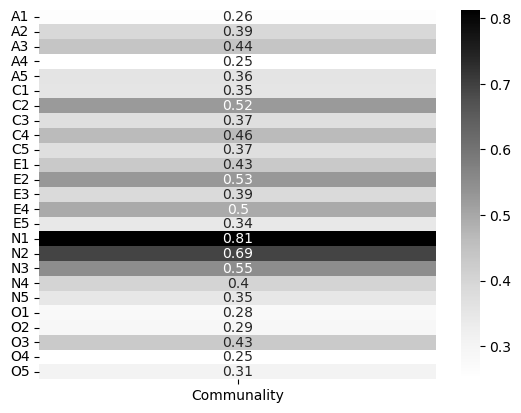 A1 0.26
A2 0.39
A3 0.44
A4 0.25
A5 0.36
C1 0.35
C2 0.52
C3 0.37
C4 0.46
C5 0.37
E1 0.43
E2 0.53
E3 0.39
E4 0.5
E5 0.34
N1 0.81
N2 0.69
N3 0.55
N4 0.4
N5 0.35
O1 0.28
O2 0.29
O3 0.43
O4 0.25
O5 0.31
Communality
0.8
0.7
0.6
0.5
0.4
0.3